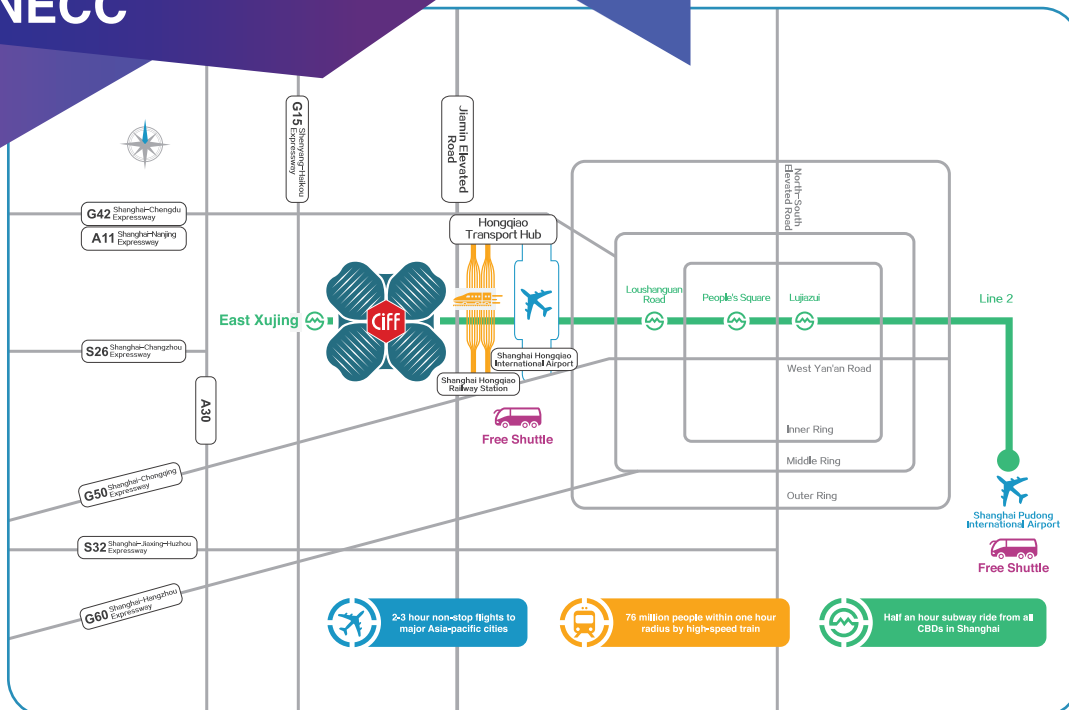 NECC
G15 Shenyang-Haikou
Expressway
Jiamin Elevated
Road
North-South
Elevated Road
G42 Shanghai-Chengdu
Expressway
A11 Shanghai-Nanjing
Expressway
Hongqiao
Transport Hub
Loushanguan
Road
People's Square
Lujiazui
Line 2
East Xujing
Ciff
S26 Shanghai-Changzhou
Expressway
Shanghai Hongqiao
International Airport
West Yan'an Road
Shanghai Hongqiao
Railway Station
A30
Free Shuttle
Inner Ring
Middle Ring
Outer Ring
G50 Shanghai-Chongqing
Expressway
Shanghai Pudong
International Airport
S32 Shanghai-Jiaxing-Huzhou
Expressway
Free Shuttle
G60 Shanghai-Hangzhou
Expressway
2-3 hour non-stop flights to
major Asia-pacific cities
76 million people within one hour
radius by high-speed train
Half an hour subway ride from all
CBDs in Shanghai